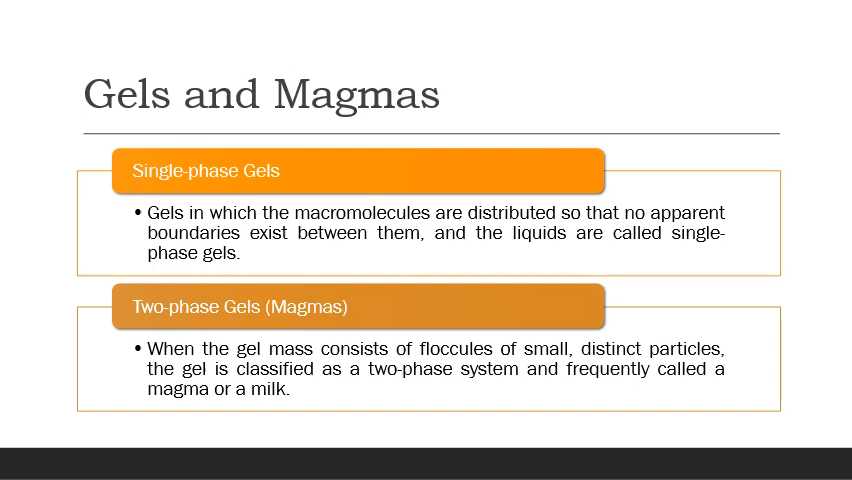 Gels and Magmas
Single-phase Gels
• Gels in which the macromolecules are distributed so that no apparent
boundaries exist between them, and the liquids are called single-
phase gels.
Two-phase Gels (Magmas)
• When the gel mass consists of floccules of small, distinct particles,
the gel is classified as a two-phase system and frequently called a
magma or a milk.